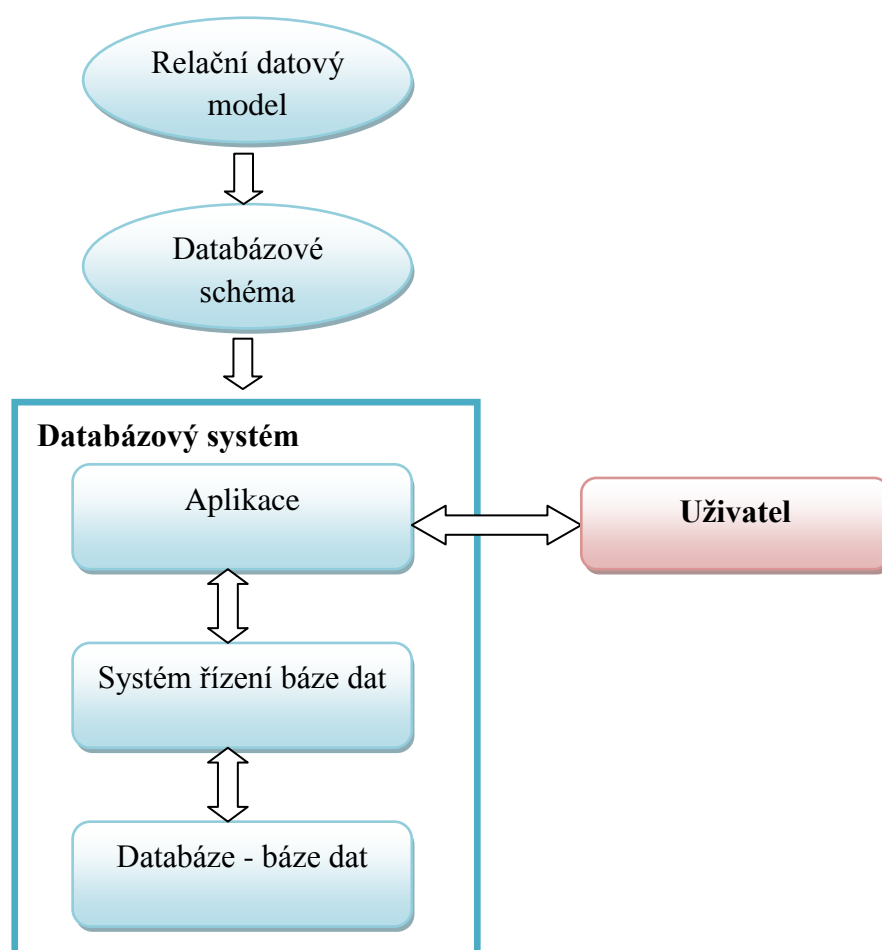 Relační datový
model
Databázové
schéma
Databázový systém
Aplikace
Uživatel
Systém řízení báze dat
Databáze - báze dat